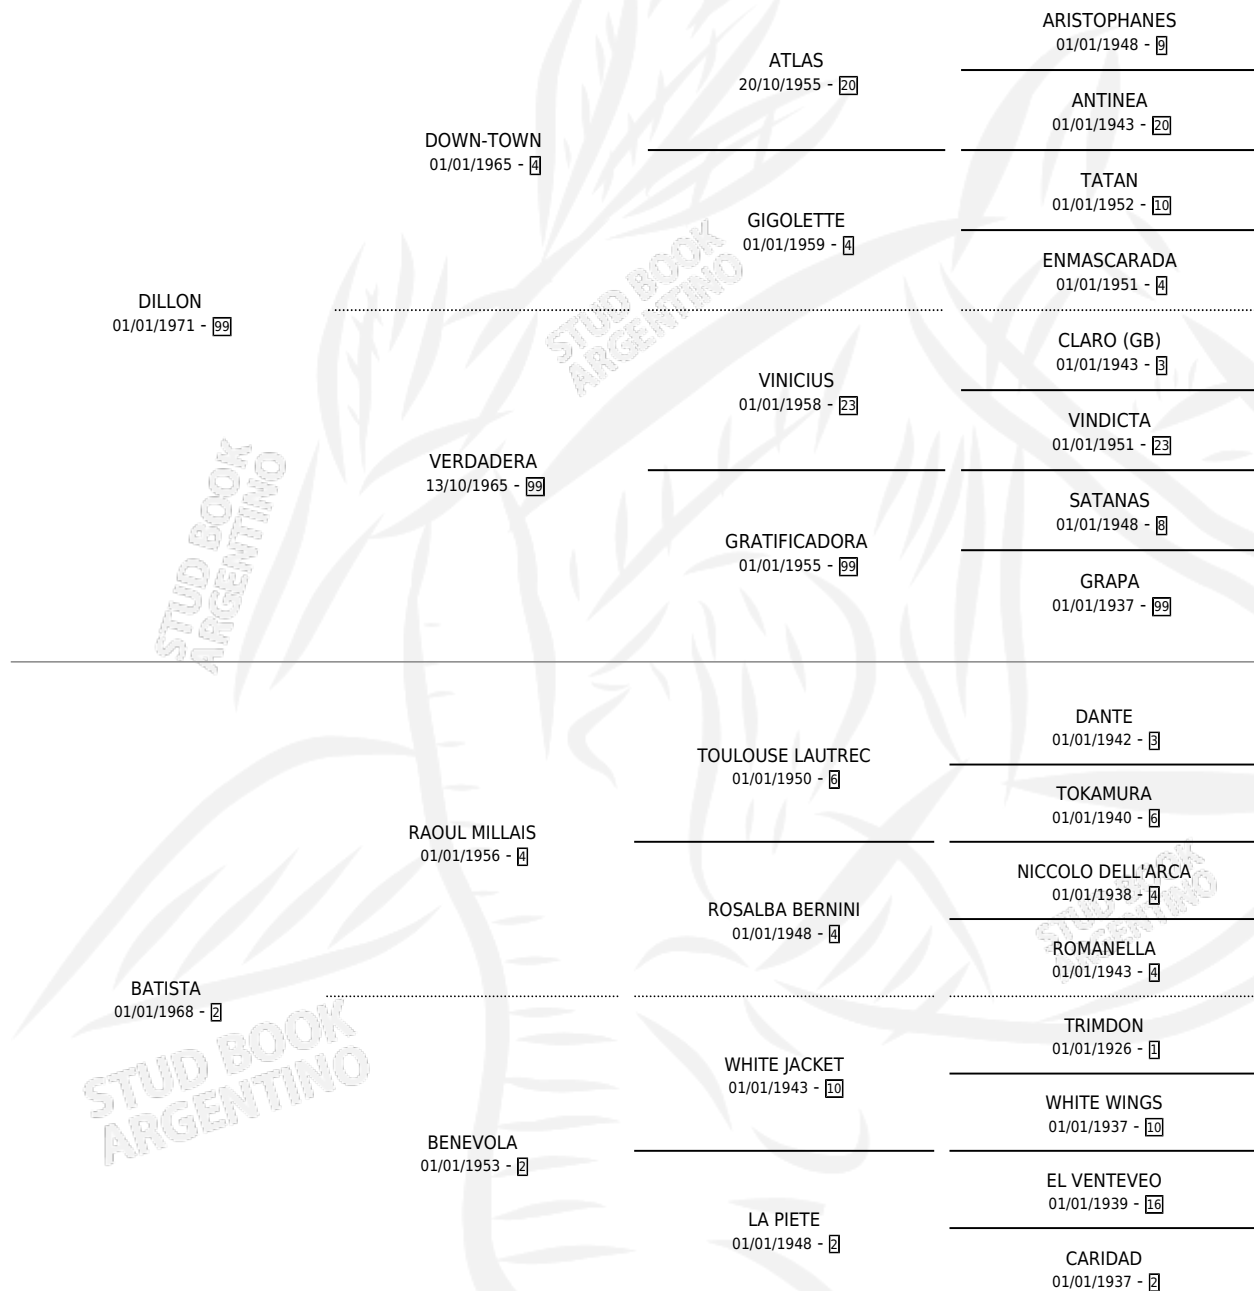 DILLON
01/01/1971 - 99
DOWN-TOWN
01/01/1965 - 4
VERDADERA
13/10/1965 - 99
ATLAS
20/10/1955 - 20
GIGOLETTE
01/01/1959 - 4
VINICIUS
01/01/1958 - 23
GRATIFICADORA
01/01/1955 - 99
ARISTOPHANES
01/01/1948 - 9
ANTINEA
01/01/1943 - 20
TATAN
01/01/1952 - 10
ENMASCARADA
01/01/1951 - 4
CLARO (GB)
01/01/1943 - 3
VINDICTA
01/01/1951 - 23
SATANAS
01/01/1948 - 8
GRAPA
01/01/1937 - 99
STUD BOOK
ARGENTINO
STUD BOOK
ARGENTINO
BATISTA
01/01/1968 - 2
RAOUL MILLAIS
01/01/1956 - 4
BENEVOLA
01/01/1953 - 2
TOULOUSE LAUTREC
01/01/1950 - 6
ROSALBA BERNINI
01/01/1948 - 4
WHITE JACKET
01/01/1943 - 10
LA PIETE
01/01/1948 - 2
DANTE
01/01/1942 - 3
TOKAMURA
01/01/1940 - 6
NICCOLO DELL'ARCA
01/01/1938 - 4
ROMANELLA
01/01/1943 - 4
TRIMDON
01/01/1926 - 1
WHITE WINGS
01/01/1937 - 10
EL VENTEVEO
01/01/1939 - 16
CARIDAD
01/01/1937 - 2
STUD BOOK
ARGENTINO
STUD BOOK
ARGENTINO